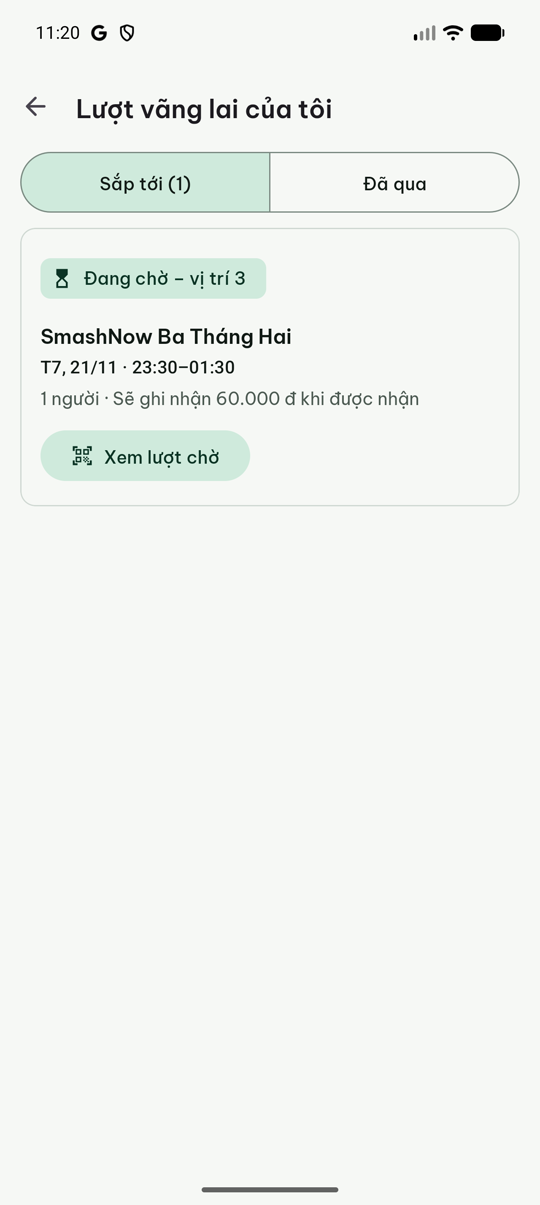 11:20
Lượt vãng lai của tôi
Sắp tới (1)
Đã qua
Đang chờ – vị trí 3
SmashNow Ba Tháng Hai
T7, 21/11 · 23:30–01:30
1 người · Sẽ ghi nhận 60.000 đ khi được nhận
Xem lượt chờ